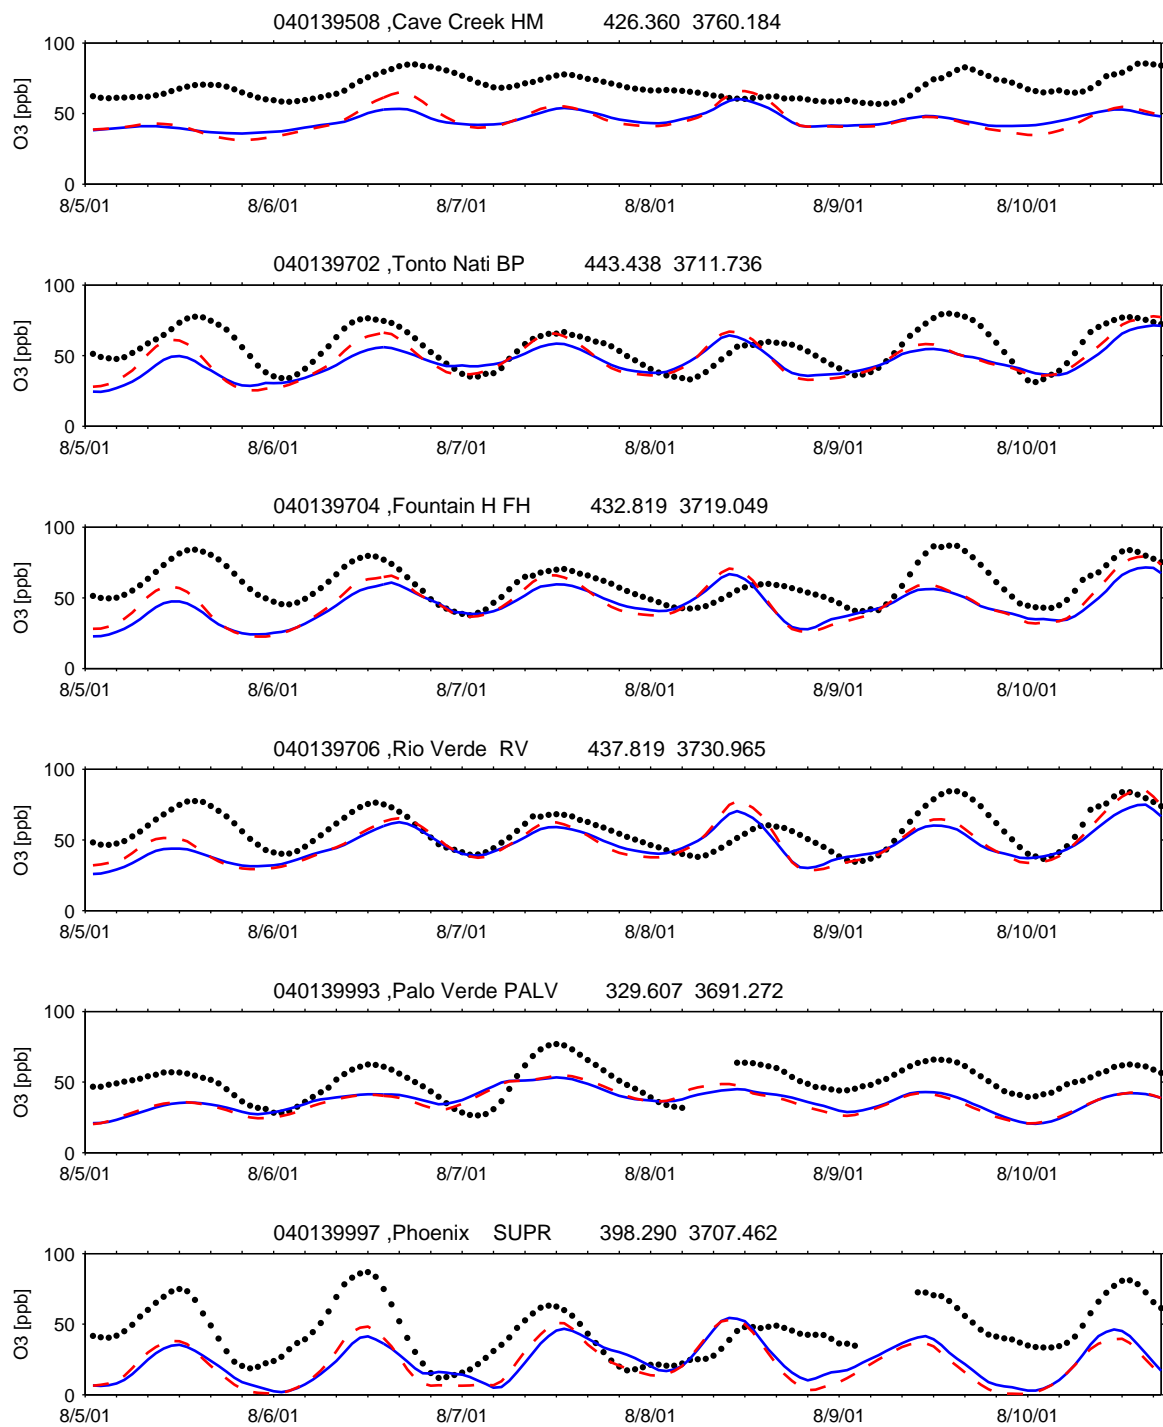 040139508 ,Cave Creek HM 426.360 3760.184
100
50
0
O3 [ppb]
8/5/01 8/6/01 8/7/01 8/8/01 8/9/01 8/10/01
040139702 ,Tonto Nati BP 443.438 3711.736
100
50
0
O3 [ppb]
8/5/01 8/6/01 8/7/01 8/8/01 8/9/01 8/10/01
040139704 ,Fountain H FH 432.819 3719.049
100
50
0
O3 [ppb]
8/5/01 8/6/01 8/7/01 8/8/01 8/9/01 8/10/01
040139706 ,Rio Verde RV 437.819 3730.965
100
50
0
O3 [ppb]
8/5/01 8/6/01 8/7/01 8/8/01 8/9/01 8/10/01
040139993 ,Palo Verde PALV 329.607 3691.272
100
50
0
O3 [ppb]
8/5/01 8/6/01 8/7/01 8/8/01 8/9/01 8/10/01
040139997 ,Phoenix SUPR 398.290 3707.462
100
50
0
O3 [ppb]
8/5/01 8/6/01 8/7/01 8/8/01 8/9/01 8/10/01